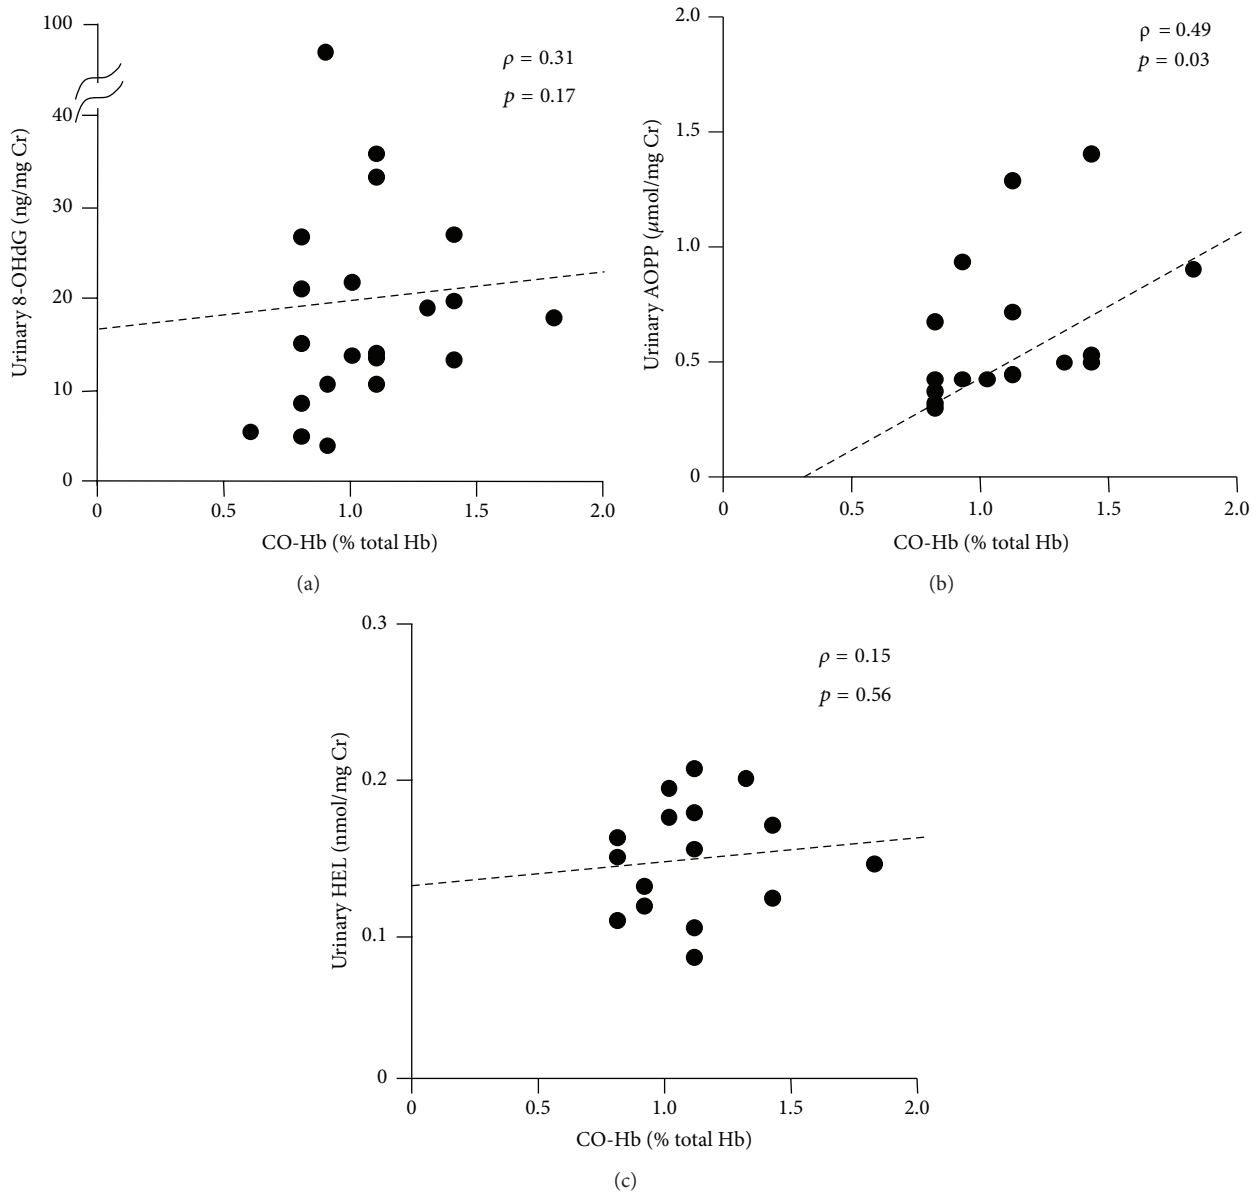 100
40
30
20
10
0
Urinary 8-OHdG (ng/mg Cr)
ρ = 0.31
p = 0.17
0 0.5 1.0 1.5 2.0
CO-Hb (% total Hb)
(a)
2.0
1.5
1.0
0.5
0
Urinary AOPP (μmol/mg Cr)
ρ = 0.49
p = 0.03
0 0.5 1.0 1.5 2.0
CO-Hb (% total Hb)
(b)
0.3
0.2
0.1
0
Urinary HEL (nmol/mg Cr)
ρ = 0.15
p = 0.56
0 0.5 1.0 1.5 2.0
CO-Hb (% total Hb)
(c)